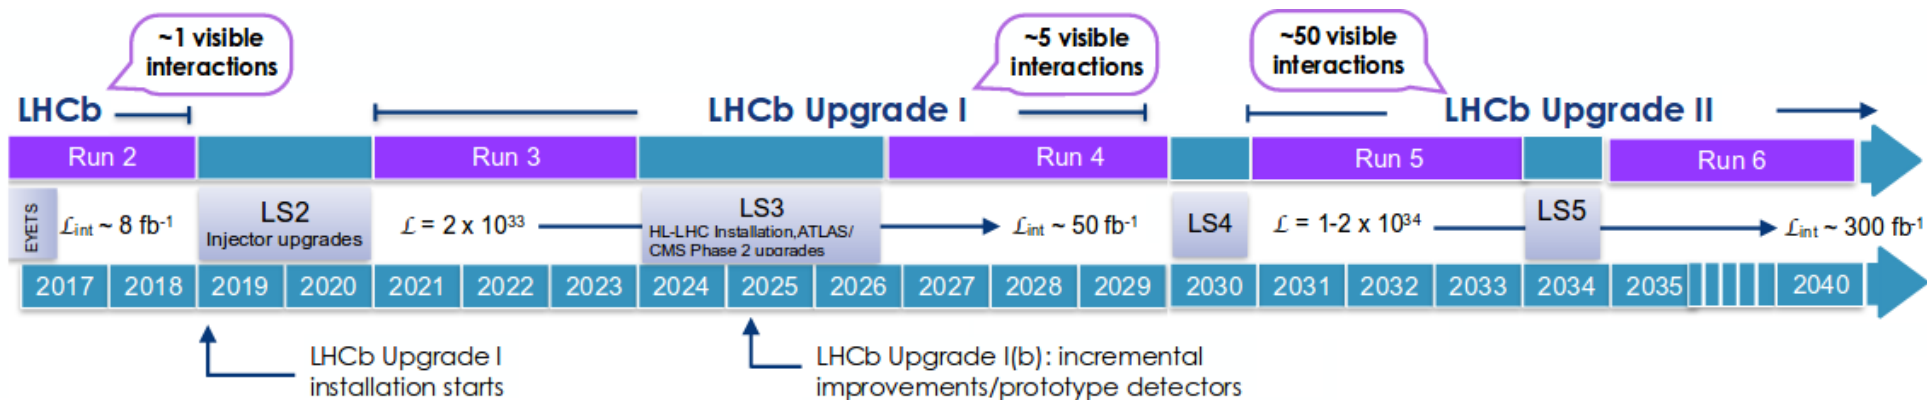 ~1 visible
interactions
~5 visible
interactions
~50 visible
interactions
LHCb
LHCb Upgrade I
LHCb Upgrade II
Run 2
Run 3
Run 4
Run 5
Run 6
EYETS
ℒint ~ 8 fb-1
LS2
Injector upgrades
ℒ = 2 x 10³³
LS3
HL-LHC Installation,ATLAS/
CMS Phase 2 upgrades
ℒint ~ 50 fb-1
LS4
ℒ = 1-2 x 10³⁴
LS5
ℒint ~ 300 fb-1
2017 2018 2019 2020 2021 2022 2023 2024 2025 2026 2027 2028 2029 2030 2031 2032 2033 2034 2035 2040
LHCb Upgrade I
installation starts
LHCb Upgrade I(b): incremental
improvements/prototype detectors